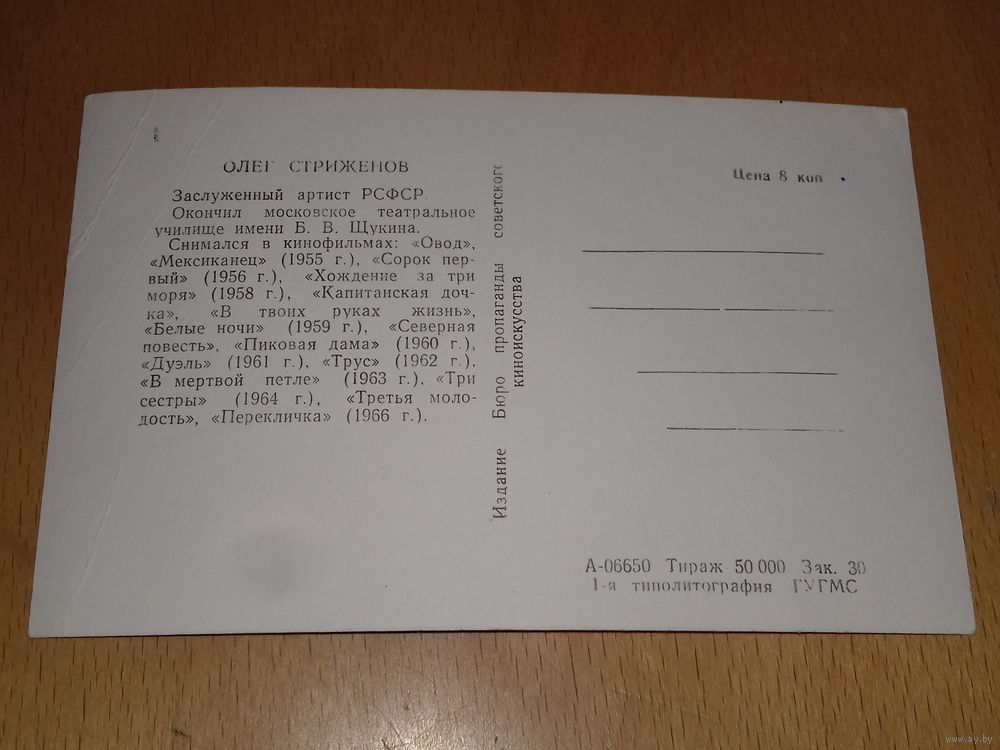 ОЛЕГ СТРИЖЕНОВ
Заслуженный артист РСФСР.
Окончил московское театральное
училище имени Б. В. Щукина.
Снимался в кинофильмах: «Овод»,
«Мексиканец» (1955 г.), «Сорок пер-
вый» (1956 г.), «Хождение за три
моря» (1958 г.), «Капитанская доч-
ка», «В твоих руках жизнь»,
«Белые ночи» (1959 г.), «Северная
повесть», «Пиковая дама» (1960 г.),
«Дуэль» (1961 г.), «Трус» (1962 г.),
«В мертвой петле» (1963 г.), «Три
сестры» (1964 г.), «Третья моло-
дость», «Перекличка» (1966 г.).
Издание Бюро пропаганды советского
киноискусства
Цена 8 коп
А-06650 Тираж 50 000 Зак. 30
1-я типолитография ГУГМС
www.ay.by